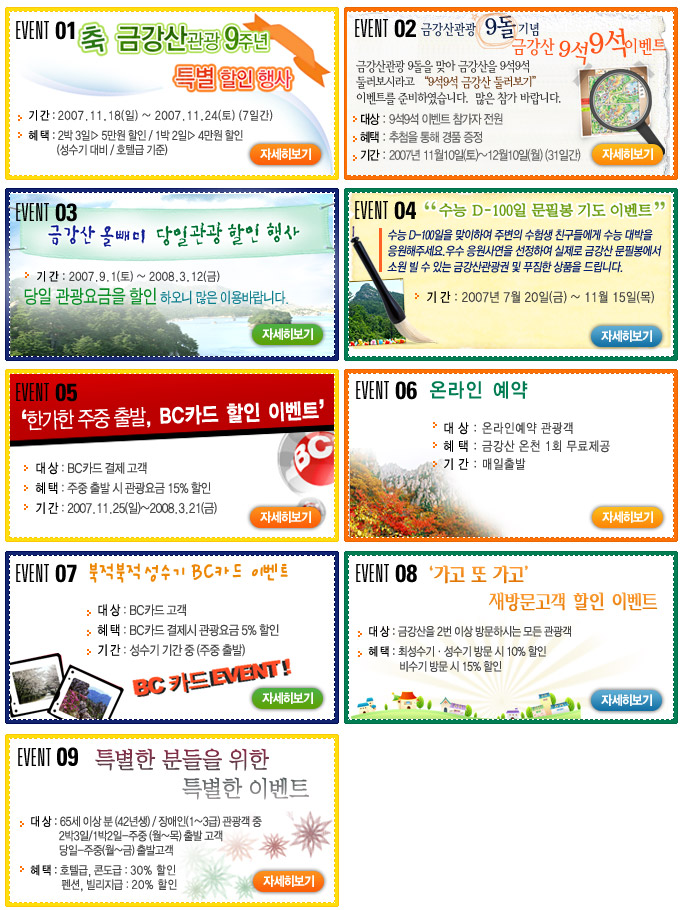 EVENT 01
축 금강산관광 9주년
특별 할인 행사
기간 : 2007.11.18(일) ~ 2007.11.24(토) (7일간)
혜택 : 2박 3일▷ 5만원 할인 / 1박 2일▷ 4만원 할인
(성수기 대비 / 호텔급 기준)
자세히보기
EVENT 02 금강산관광 9돌 기념
금강산 9석9석이벤트
금강산관광 9돌을 맞아 금강산을 9석9석
둘러보시라고 "9석9석 금강산 둘러보기"
이벤트를 준비하였습니다. 많은 참가 바랍니다.
대상 : 9석9석 이벤트 참가자 전원
혜택 : 추첨을 통해 경품 증정
기간 : 2007년 11월10일(토)~12월10일(월) (31일간)
자세히보기
EVENT 03
금강산 올빼미 당일관광 할인 행사
기간 : 2007.9.1(토) ~ 2008.3.12(금)
당일 관광요금을 할인 하오니 많은 이용바랍니다.
자세히보기
EVENT 04 “수능 D-100일 문필봉 기도 이벤트”
수능 D-100일을 맞이하여 주변의 수험생 친구들에게 수능 대박을
응원해주세요.우수 응원사연을 선정하여 실제로 금강산 문필봉에서
소원 빌 수 있는 금강산관광권 및 푸짐한 상품을 드립니다.
기간 : 2007년 7월 20일(금) ~ 11월 15일(목)
자세히보기
EVENT 05
‘한가한 주중 출발, BC카드 할인 이벤트’
BC
대상 : BC카드 결제 고객
혜택 : 주중 출발 시 관광요금 15% 할인
기간 : 2007.11.25(일)~2008.3.21(금)
자세히보기
EVENT 06 온라인 예약
대상 : 온라인예약 관광객
혜택 : 금강산 온천 1회 무료제공
기간 : 매일출발
자세히보기
EVENT 07 북적북적 성수기 BC카드 이벤트
대상 : BC카드 고객
혜택 : BC카드 결제시 관광요금 5% 할인
기간 : 성수기 기간 중 (주중 출발)
BC 카드EVENT!
자세히보기
EVENT 08 ‘가고 또 가고’
재방문고객 할인 이벤트
대상 : 금강산을 2번 이상 방문하시는 모든 관광객
혜택 : 최성수기 · 성수기 방문 시 10% 할인
비수기 방문 시 15% 할인
자세히보기
EVENT 09 특별한 분들을 위한
특별한 이벤트
대상 : 65세 이상 분 (42년생) / 장애인(1~3급) 관광객 중
2박3일/1박2일-주중 (월~목) 출발 고객
당일-주중(월~금) 출발고객
혜택 : 호텔급, 콘도급 : 30% 할인
펜션, 빌리지급 : 20% 할인
자세히보기